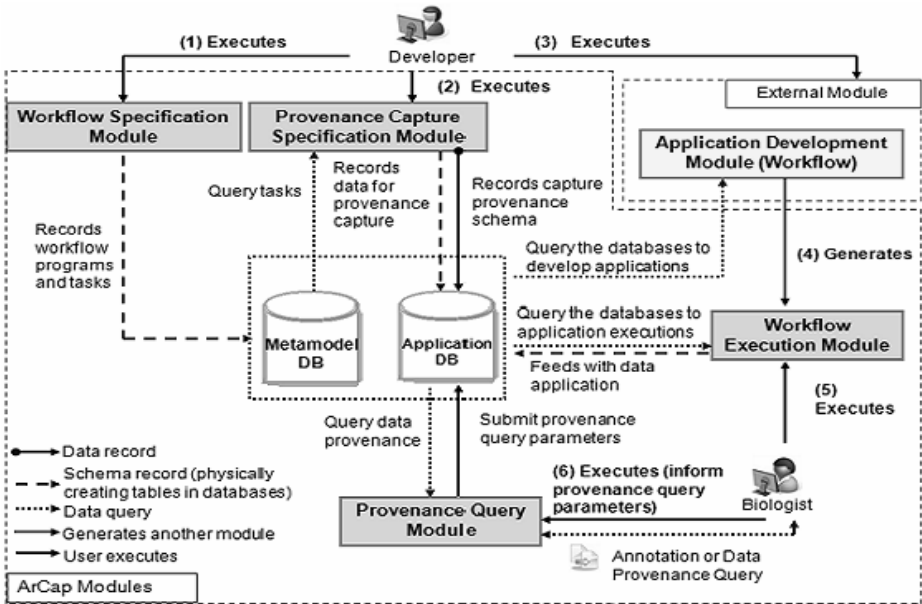 (1) Executes
(3) Executes
Developer
(2) Executes
External Module
Workflow Specification
Module
Provenance Capture
Specification Module
Application Development
Module (Workflow)
Query tasks
Records
data for
provenance
capture
Records capture
provenance
schema
Records
workflow
programs
and tasks
Query the databases to
develop applications
(4) Generates
Metamodel
DB
Application
DB
Query the databases to
application executions
Feeds with data
application
Workflow
Execution Module
(5)
Executes
Query data
provenance
Submit provenance
query parameters
Data record
Schema record (physically
creating tables in databases)
Data query
Generates another module
User executes
(6) Executes (inform
provenance query
parameters)
Biologist
Provenance Query
Module
Annotation or Data
Provenance Query
ArCap Modules